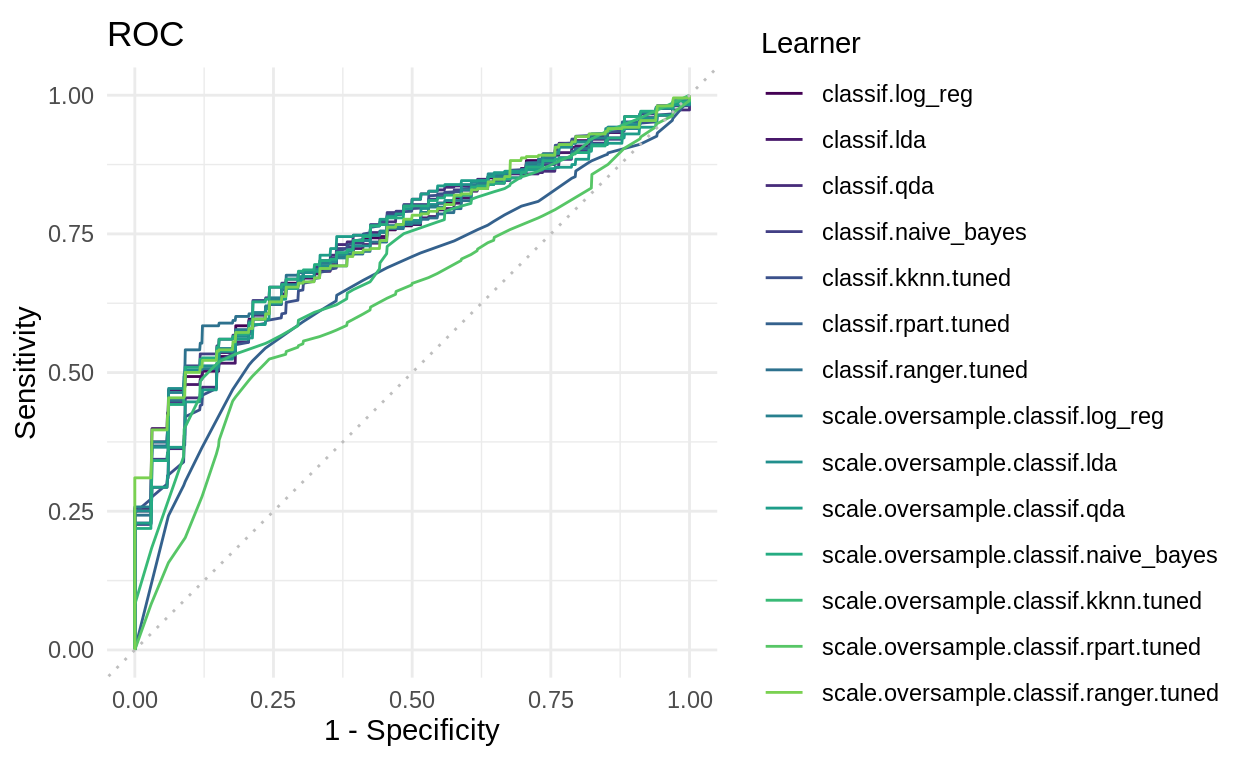 ROC
1.00
0.75
0.50
0.25
0.00
Sensitivity
0.00 0.25 0.50 0.75 1.00
1 - Specificity
Learner
classif.log_reg
classif.lda
classif.qda
classif.naive_bayes
classif.kknn.tuned
classif.rpart.tuned
classif.ranger.tuned
scale.oversample.classif.log_reg
scale.oversample.classif.lda
scale.oversample.classif.qda
scale.oversample.classif.naive_bayes
scale.oversample.classif.kknn.tuned
scale.oversample.classif.rpart.tuned
scale.oversample.classif.ranger.tuned